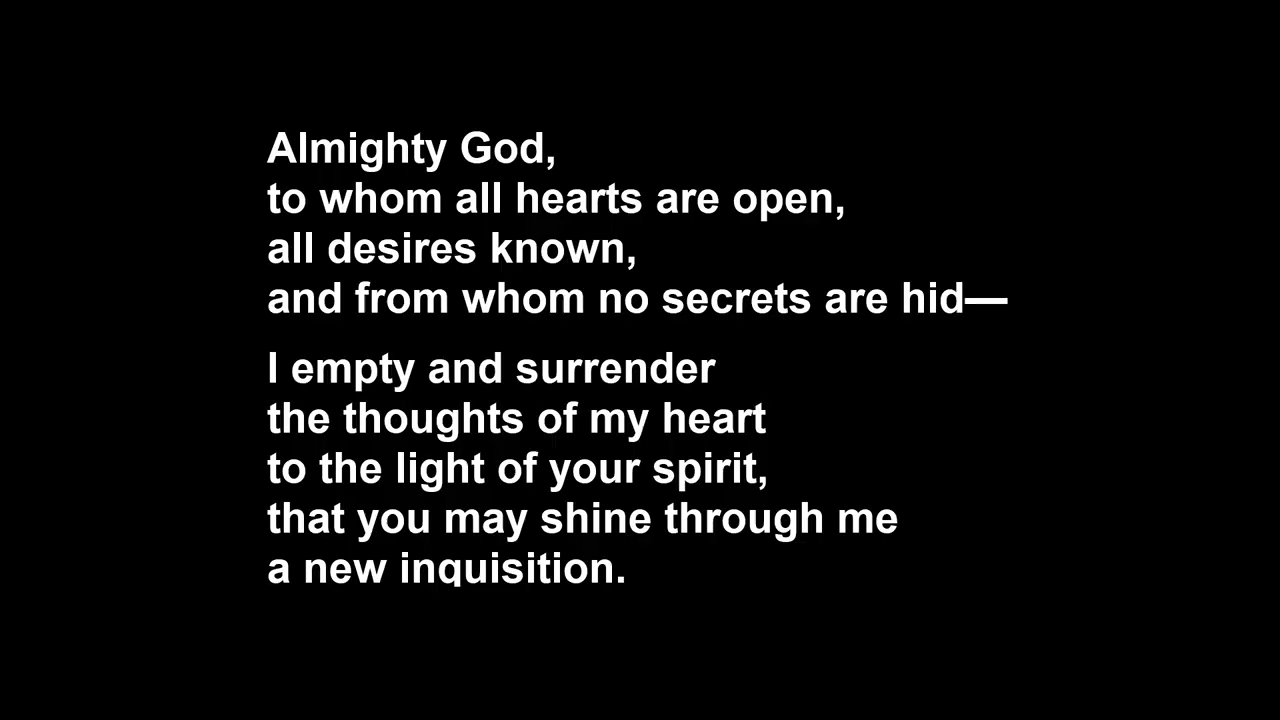 Almighty God,
to whom all hearts are open,
all desires known,
and from whom no secrets are hid—
I empty and surrender
the thoughts of my heart
to the light of your spirit,
that you may shine through me
a new inquisition.